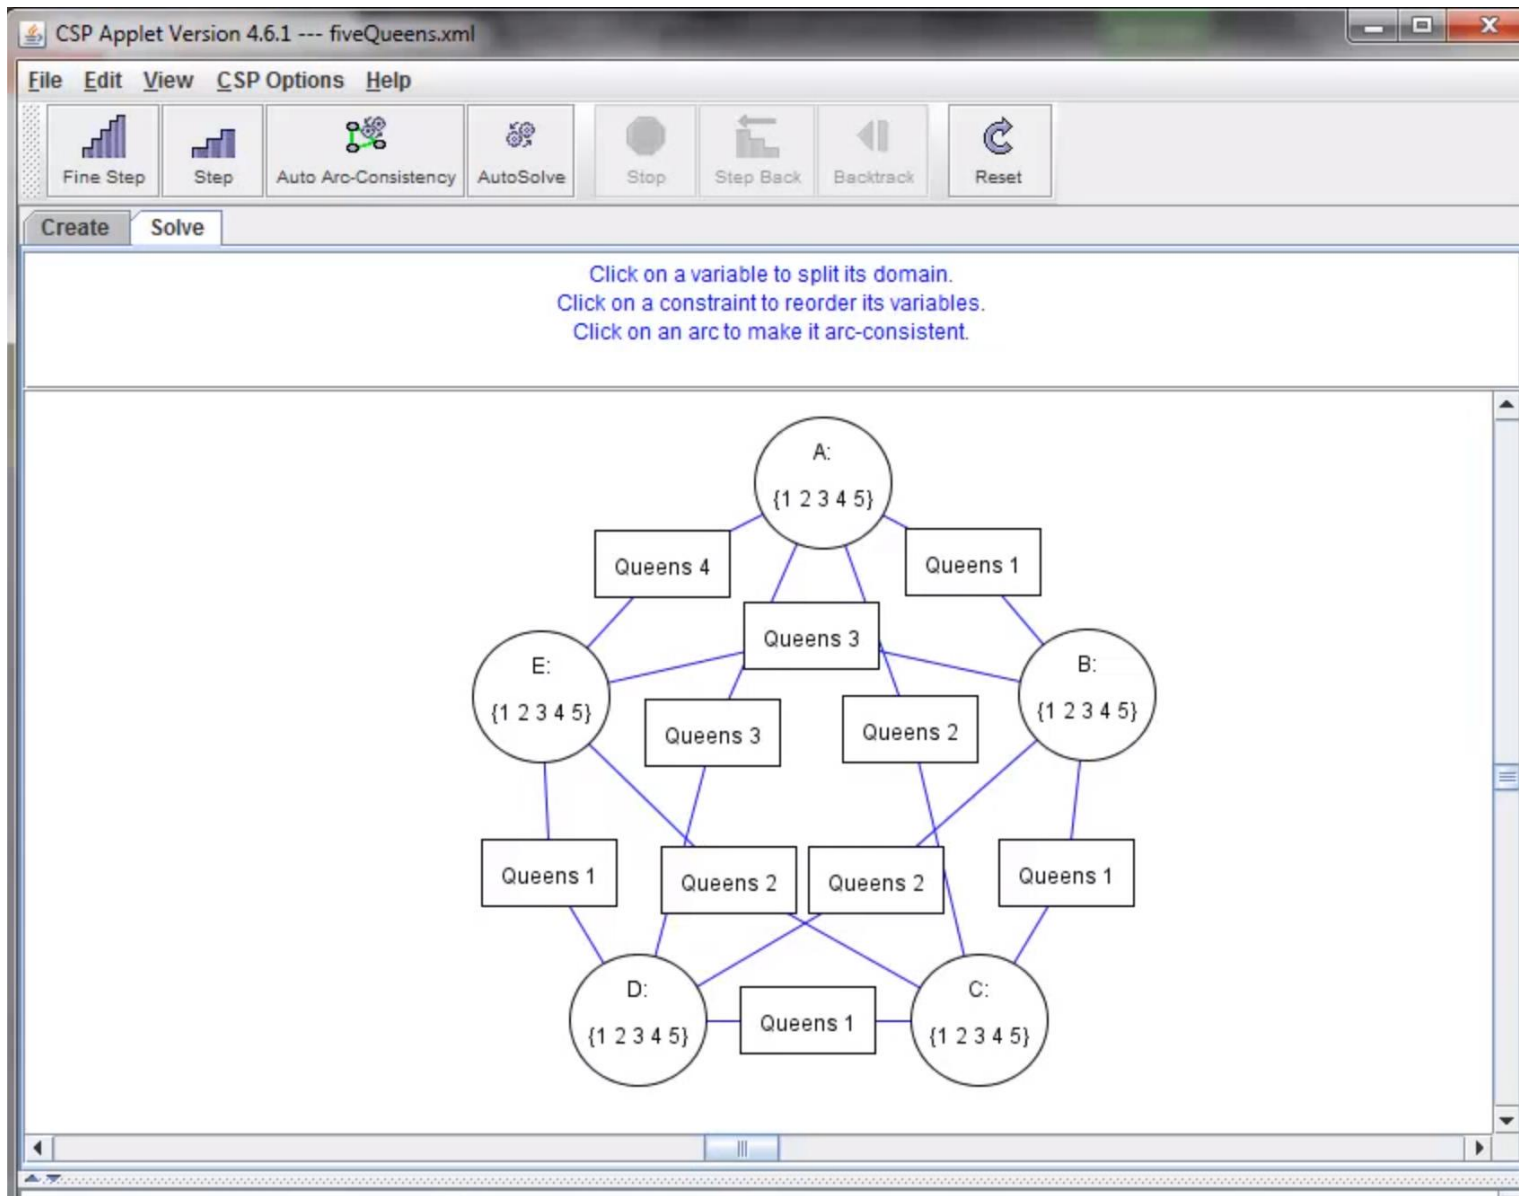 CSP Applet Version 4.6.1 --- fiveQueens.xml
File Edit View CSP Options Help
Fine Step Step Auto Arc-Consistency AutoSolve Stop Step Back Backtrack Reset
Create Solve
Click on a variable to split its domain.
Click on a constraint to reorder its variables.
Click on an arc to make it arc-consistent.
A:
{1 2 3 4 5}
Queens 4
Queens 1
Queens 3
E:
{1 2 3 4 5}
B:
{1 2 3 4 5}
Queens 3
Queens 2
Queens 1
Queens 2
Queens 2
Queens 1
D:
{1 2 3 4 5}
Queens 1
C:
{1 2 3 4 5}